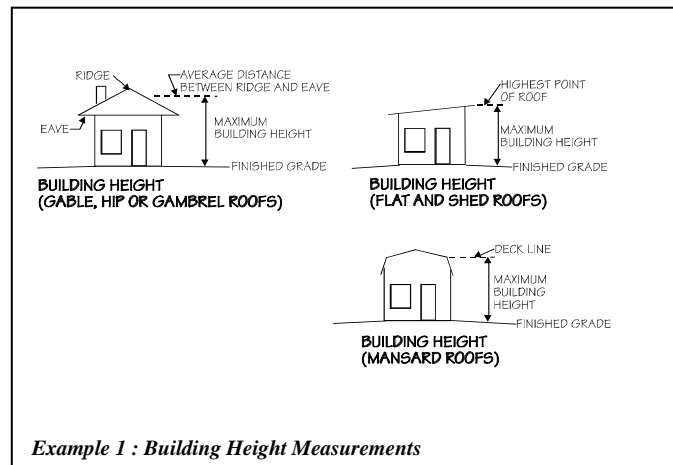 RIDGE
AVERAGE DISTANCE
BETWEEN RIDGE AND EAVE
EAVE
MAXIMUM
BUILDING HEIGHT
FINISHED GRADE
BUILDING HEIGHT
(GABLE, HIP OR GAMBREL ROOFS)
HIGHEST POINT
OF ROOF
MAXIMUM
BUILDING HEIGHT
FINISHED GRADE
BUILDING HEIGHT
(FLAT AND SHED ROOFS)
DECK LINE
MAXIMUM
BUILDING
HEIGHT
FINISHED GRADE
BUILDING HEIGHT
(MANSARD ROOFS)
Example 1 : Building Height Measurements